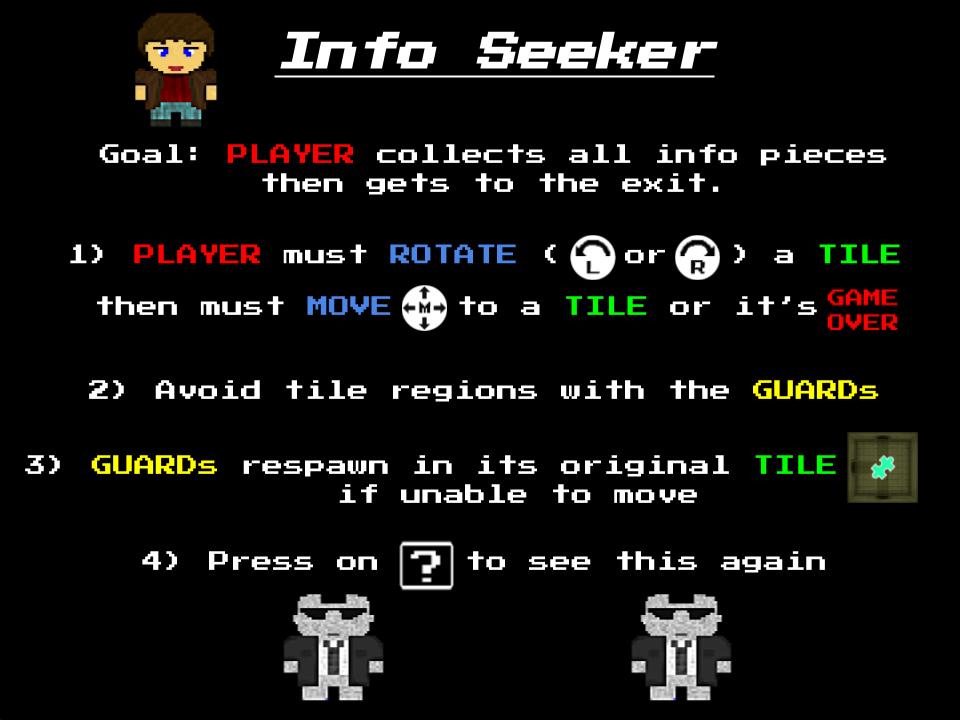 Info Seeker
Goal: PLAYER collects all info pieces
then gets to the exit.
1) PLAYER must ROTATE ( L or R ) a TILE
then must MOVE M to a TILE or it's GAME OVER
2) Avoid tile regions with the GUARDs
3) GUARDs respawn in its original TILE
if unable to move
4) Press on ? to see this again